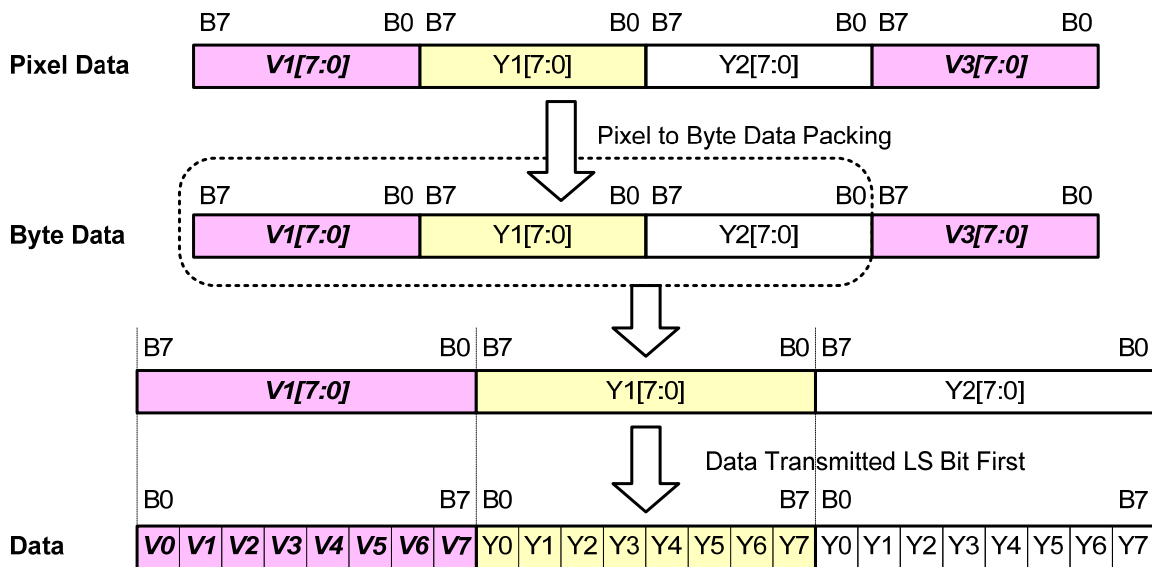 B7 B0 B7 B0 B7 B0 B7 B0
Pixel Data V1[7:0] Y1[7:0] Y2[7:0] V3[7:0]
Pixel to Byte Data Packing
B7 B0 B7 B0 B7 B0 B7 B0
Byte Data V1[7:0] Y1[7:0] Y2[7:0] V3[7:0]
B7 B0 B7 B0 B7 B0
V1[7:0] Y1[7:0] Y2[7:0]
Data Transmitted LS Bit First
B0 B7 B0 B7 B0 B7
Data V0 V1 V2 V3 V4 V5 V6 V7 Y0 Y1 Y2 Y3 Y4 Y5 Y6 Y7 Y0 Y1 Y2 Y3 Y4 Y5 Y6 Y7